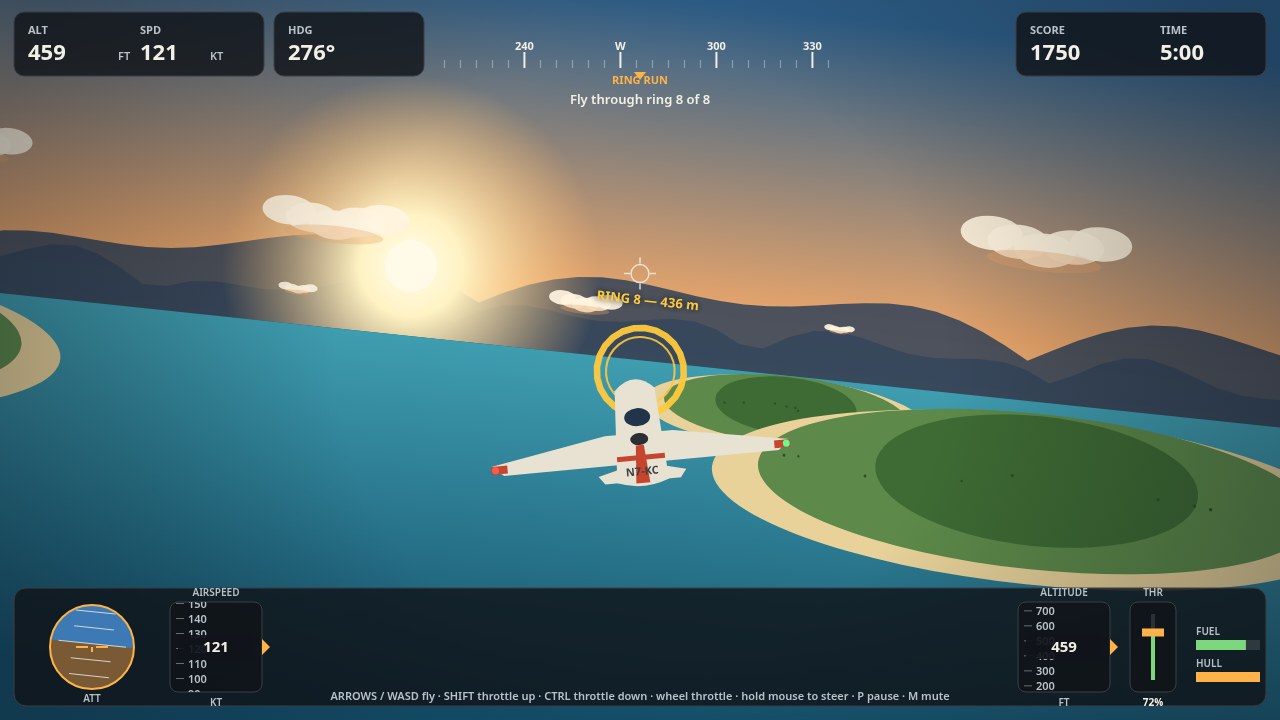 ALT
459 FT
SPD
121 KT
HDG
276°
240 W 300 330
RING RUN
Fly through ring 8 of 8
SCORE
1750
TIME
5:00
RING 8 — 436 m
N7·KC
ATT
AIRSPEED
150
140
130
121
110
100
KT
ARROWS / WASD fly · SHIFT throttle up · CTRL throttle down · wheel throttle · hold mouse to steer · P pause · M mute
ALTITUDE
700
600
500
459
400
300
200
FT
THR
72%
FUEL
HULL